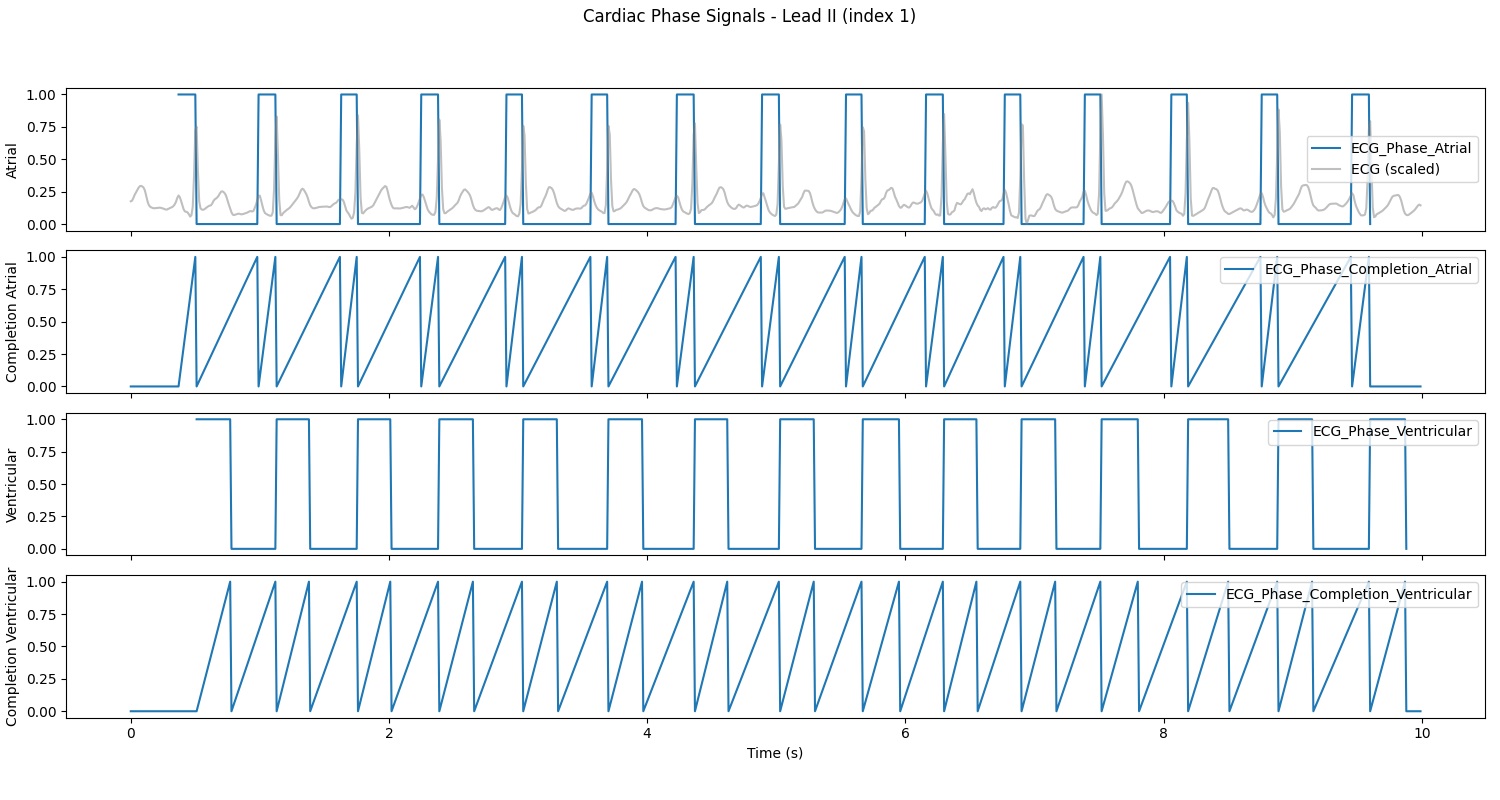 Cardiac Phase Signals - Lead II (index 1)
1.00
0.75
0.50
0.25
0.00
Atrial
ECG_Phase_Atrial
ECG (scaled)
1.00
0.75
0.50
0.25
0.00
Completion Atrial
ECG_Phase_Completion_Atrial
1.00
0.75
0.50
0.25
0.00
Ventricular
ECG_Phase_Ventricular
1.00
0.75
0.50
0.25
0.00
Completion Ventricular
ECG_Phase_Completion_Ventricular
0 2 4 6 8 10
Time (s)